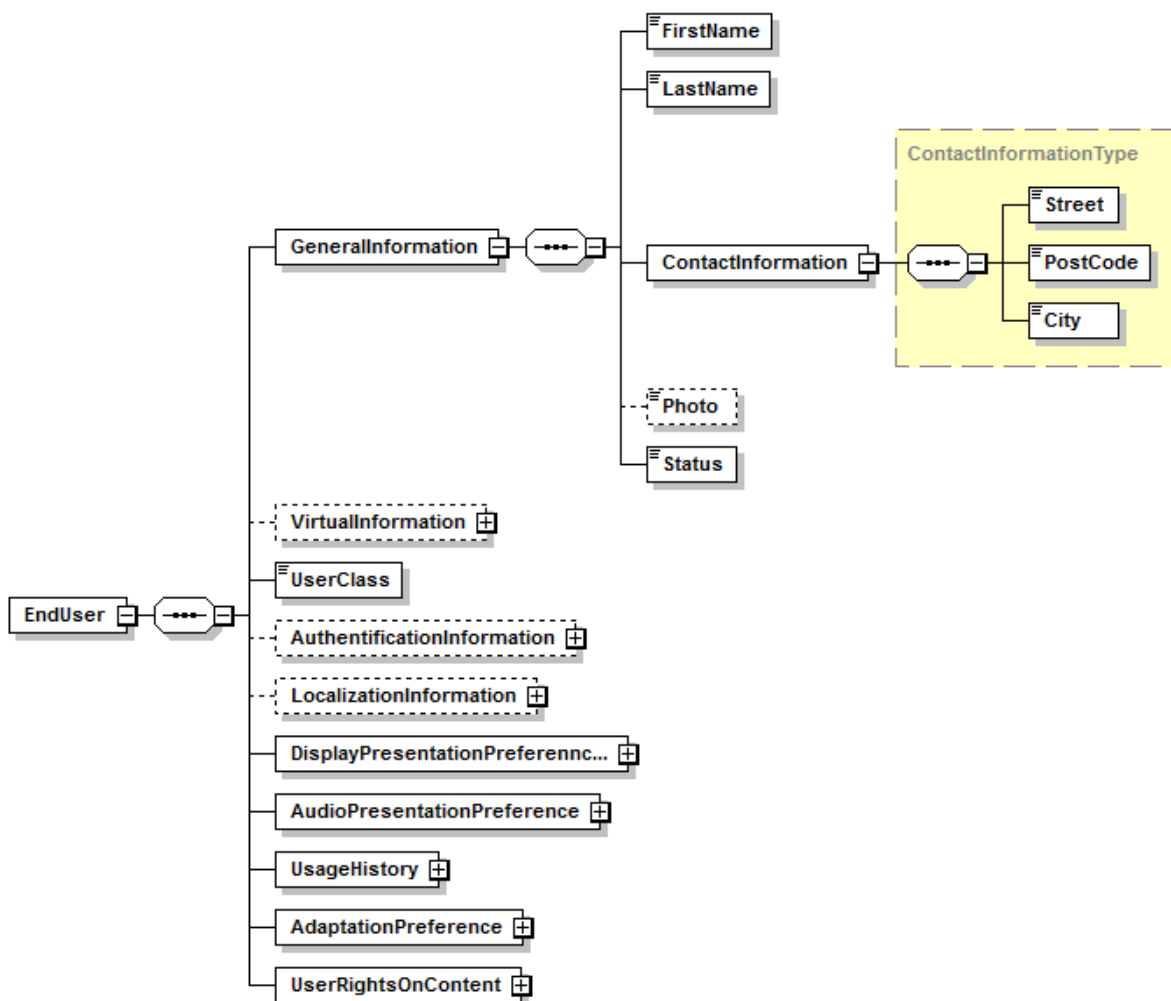 FirstName
LastName
ContactInformationType
Street
GeneralInformation
ContactInformation
PostCode
City
Photo
Status
VirtualInformation
UserClass
EndUser
AuthentificationInformation
LocalizationInformation
DisplayPresentationPreferennc...
AudioPresentationPreference
UsageHistory
AdaptationPreference
UserRightsOnContent